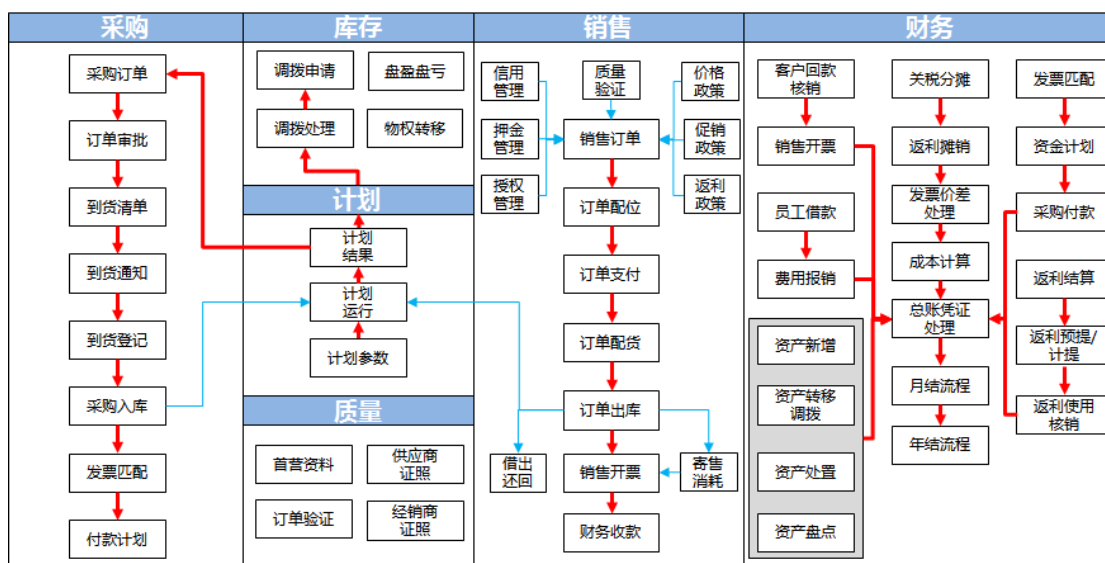 采购
采购订单
订单审批
到货清单
到货通知
到货登记
采购入库
发票匹配
付款计划
库存
调拨申请
盘盈盘亏
调拨处理
物权转移
计划
计划
结果
计划
运行
计划参数
质量
首营资料
供应商
证照
订单验证
经销商
证照
销售
信用
管理
质量
验证
价格
政策
押金
管理
销售订单
促销
政策
授权
管理
订单配位
返利
政策
订单支付
订单配货
订单出库
借出
还回
销售开票
寄售
消耗
财务收款
财务
客户回款
核销
销售开票
员工借款
费用报销
资产新增
资产转移
调拨
资产处置
资产盘点
关税分摊
返利摊销
发票价差
处理
成本计算
总账凭证
处理
月结流程
年结流程
发票匹配
资金计划
采购付款
返利结算
返利预提/
计提
返利使用
核销